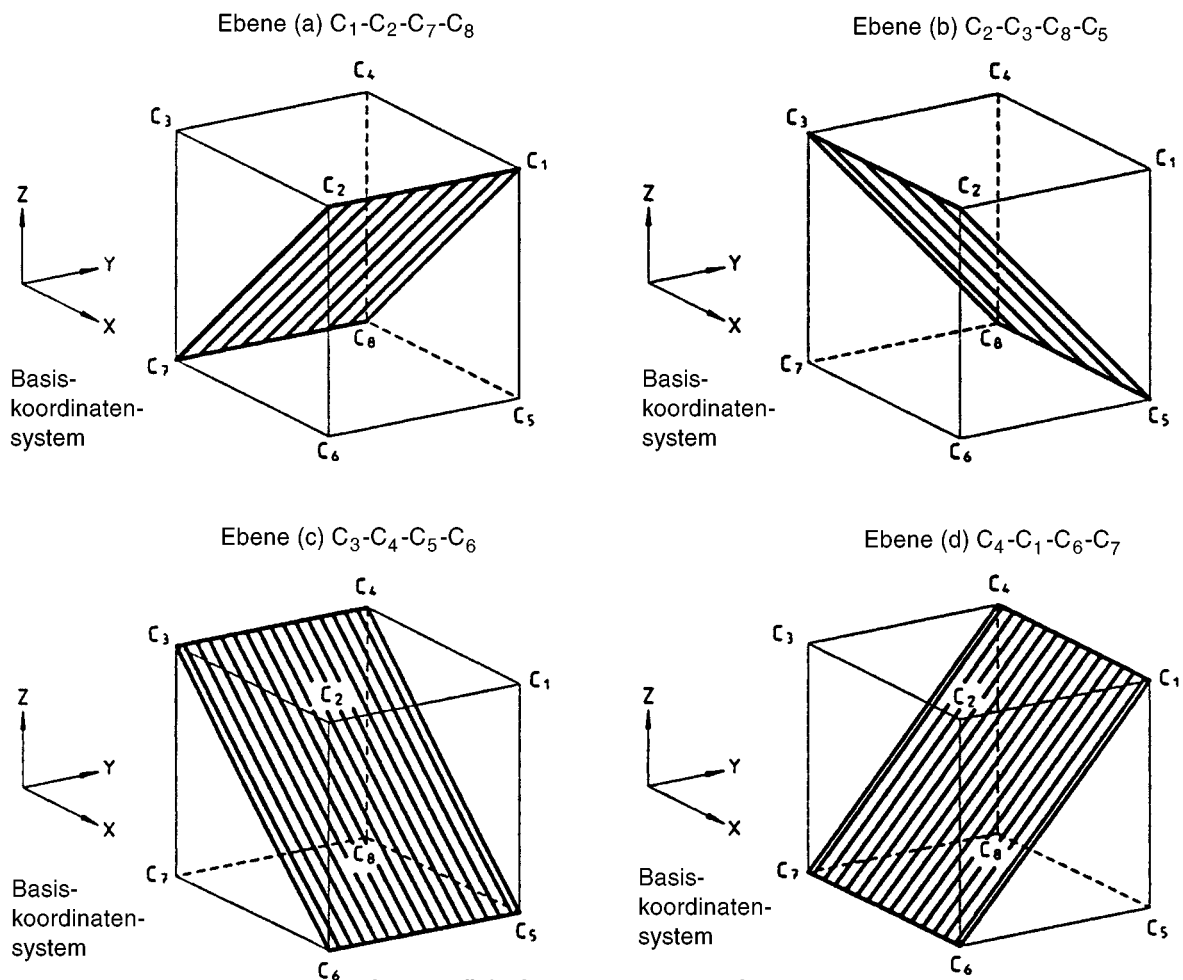 Ebene (a) C₁-C₂-C₇-C₈
C₄
C₃
C₂
C₁
Z
Y
X
C₇
C₈
C₅
C₆
Basis-
koordinaten-
system
Ebene (b) C₂-C₃-C₈-C₅
C₄
C₃
C₂
C₁
Z
Y
X
C₇
C₈
C₅
C₆
Basis-
koordinaten-
system
Ebene (c) C₃-C₄-C₅-C₆
C₄
C₃
C₂
C₁
Z
Y
X
C₇
C₈
C₅
C₆
Basis-
koordinaten-
system
Ebene (d) C₄-C₁-C₆-C₇
C₄
C₃
C₂
C₁
Z
Y
X
C₇
C₈
C₅
C₆
Basis-
koordinaten-
system